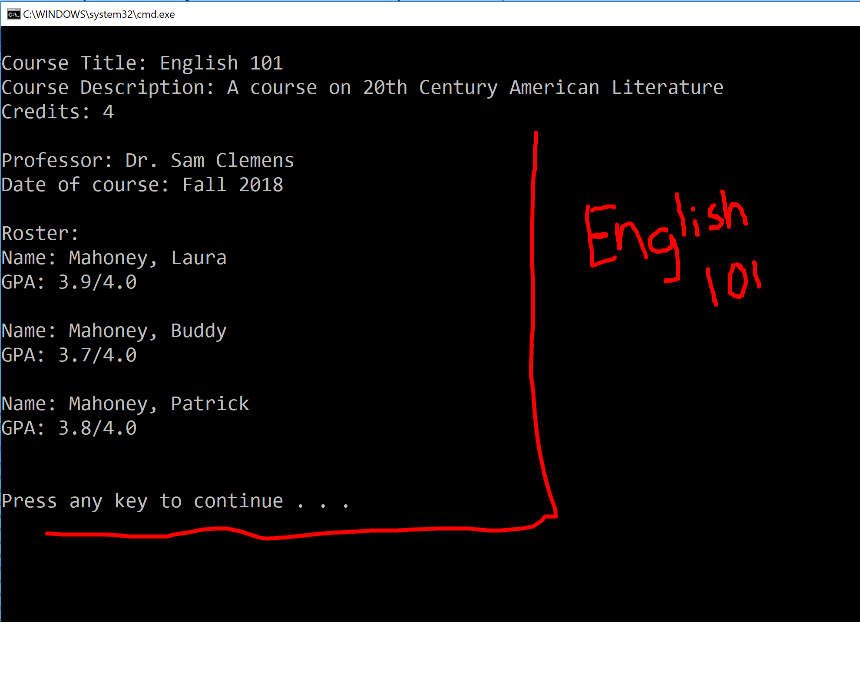 C:\WINDOWS\system32\cmd.exe
Course Title: English 101
Course Description: A course on 20th Century American Literature
Credits: 4
Professor: Dr. Sam Clemens
Date of course: Fall 2018
Roster:
Name: Mahoney, Laura
GPA: 3.9/4.0
Name: Mahoney, Buddy
GPA: 3.7/4.0
Name: Mahoney, Patrick
GPA: 3.8/4.0
Press any key to continue . . .
English
101